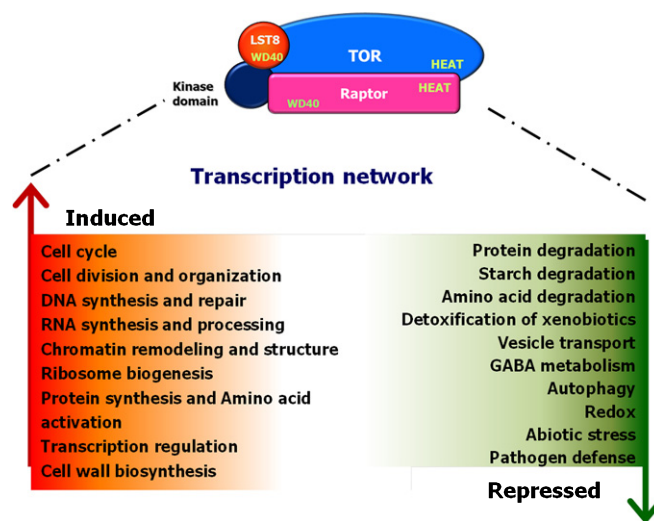 LST8
WD40
TOR
HEAT
Kinase
domain
Raptor
HEAT
WD40
Transcription network
Induced
Cell cycle
Cell division and organization
DNA synthesis and repair
RNA synthesis and processing
Chromatin remodeling and structure
Ribosome biogenesis
Protein synthesis and Amino acid
activation
Transcription regulation
Cell wall biosynthesis
Protein degradation
Starch degradation
Amino acid degradation
Detoxification of xenobiotics
Vesicle transport
GABA metabolism
Autophagy
Redox
Abiotic stress
Pathogen defense
Repressed